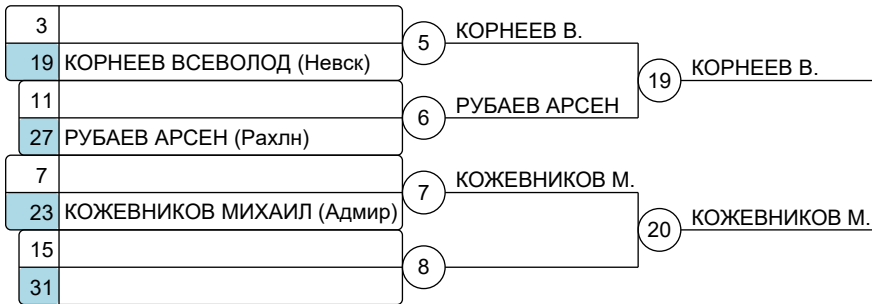 3
5
КОРНЕЕВ В.
19 КОРНЕЕВ ВСЕВОЛОД (Невск)
19
КОРНЕЕВ В.
11
6
РУБАЕВ АРСЕН
27 РУБАЕВ АРСЕН (Рахлн)
7
7
КОЖЕВНИКОВ М.
23 КОЖЕВНИКОВ МИХАИЛ (Адмир)
20
КОЖЕВНИКОВ М.
15
8
31